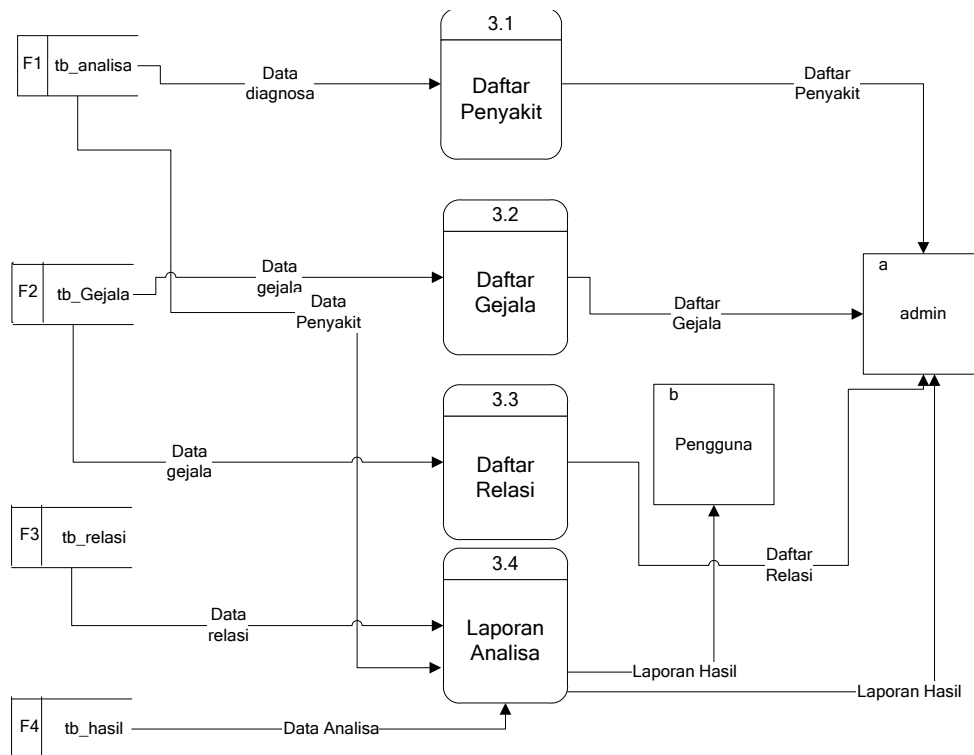 3.1
F1
tb_analisa
Data
diagnosa
Daftar
Penyakit
Daftar
Penyakit
3.2
F2
tb_Gejala
Data
gejala
Data
Penyakit
Daftar
Gejala
Daftar
Gejala
a
admin
3.3
b
Pengguna
Data
gejala
Daftar
Relasi
F3
tb_relasi
3.4
Daftar
Relasi
Data
relasi
Laporan
Analisa
Laporan Hasil
Laporan Hasil
F4
tb_hasil
Data Analisa